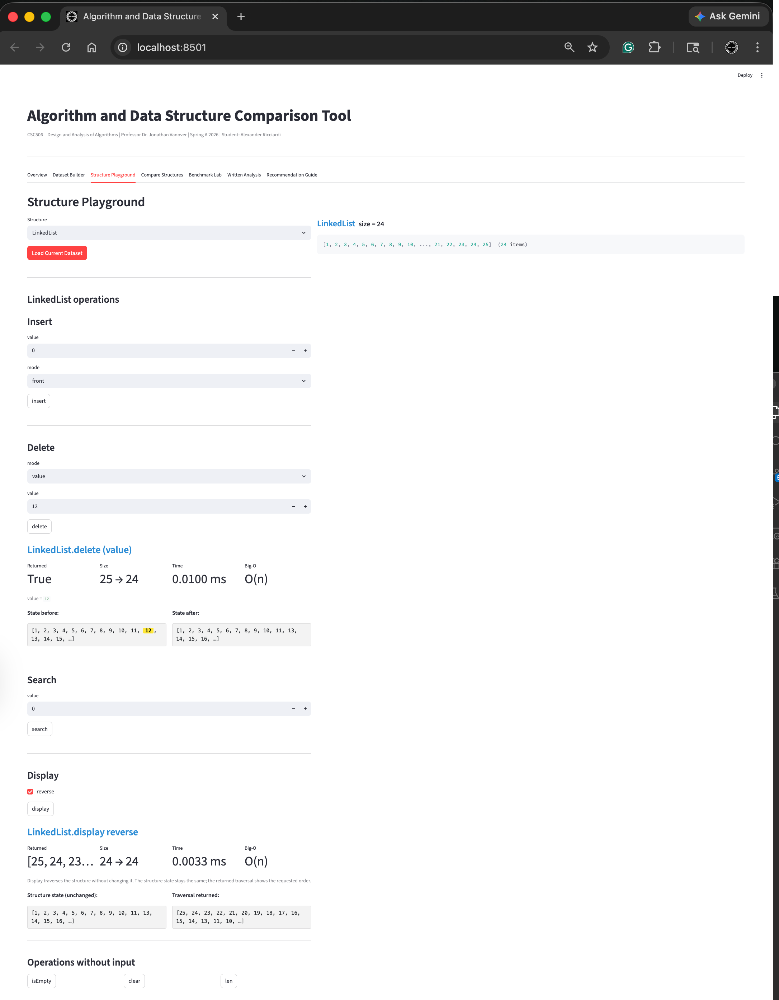 Algorithm and Data Structure
Ask Gemini
localhost:8501
Deploy
Algorithm and Data Structure Comparison Tool
CSC506 – Design and Analysis of Algorithms | Professor Dr. Jonathan Vanover | Spring A 2026 | Student: Alexander Ricciardi
Overview Dataset Builder Structure Playground Compare Structures Benchmark Lab Written Analysis Recommendation Guide
Structure Playground
Structure
LinkedList
Load Current Dataset
LinkedList size = 24
[1, 2, 3, 4, 5, 6, 7, 8, 9, 10, ..., 21, 22, 23, 24, 25] (24 items)
LinkedList operations
Insert
value
0
mode
front
insert
Delete
mode
value
value
12
delete
LinkedList.delete (value)
Returned Size Time Big-O
True 25 → 24 0.0100 ms O(n)
value = 12
State before: State after:
[1, 2, 3, 4, 5, 6, 7, 8, 9, 10, 11, 12,
13, 14, 15, …]
[1, 2, 3, 4, 5, 6, 7, 8, 9, 10, 11, 13,
14, 15, 16, …]
Search
value
0
search
Display
reverse
display
LinkedList.display reverse
Returned Size Time Big-O
[25, 24, 23… 24 → 24 0.0033 ms O(n)
Display traverses the structure without changing it. The structure state stays the same; the returned traversal shows the requested order.
Structure state (unchanged): Traversal returned:
[1, 2, 3, 4, 5, 6, 7, 8, 9, 10, 11, 13,
14, 15, 16, …]
[25, 24, 23, 22, 21, 20, 19, 18, 17, 16,
15, 14, 13, 11, 10, …]
Operations without input
isEmpty clear len